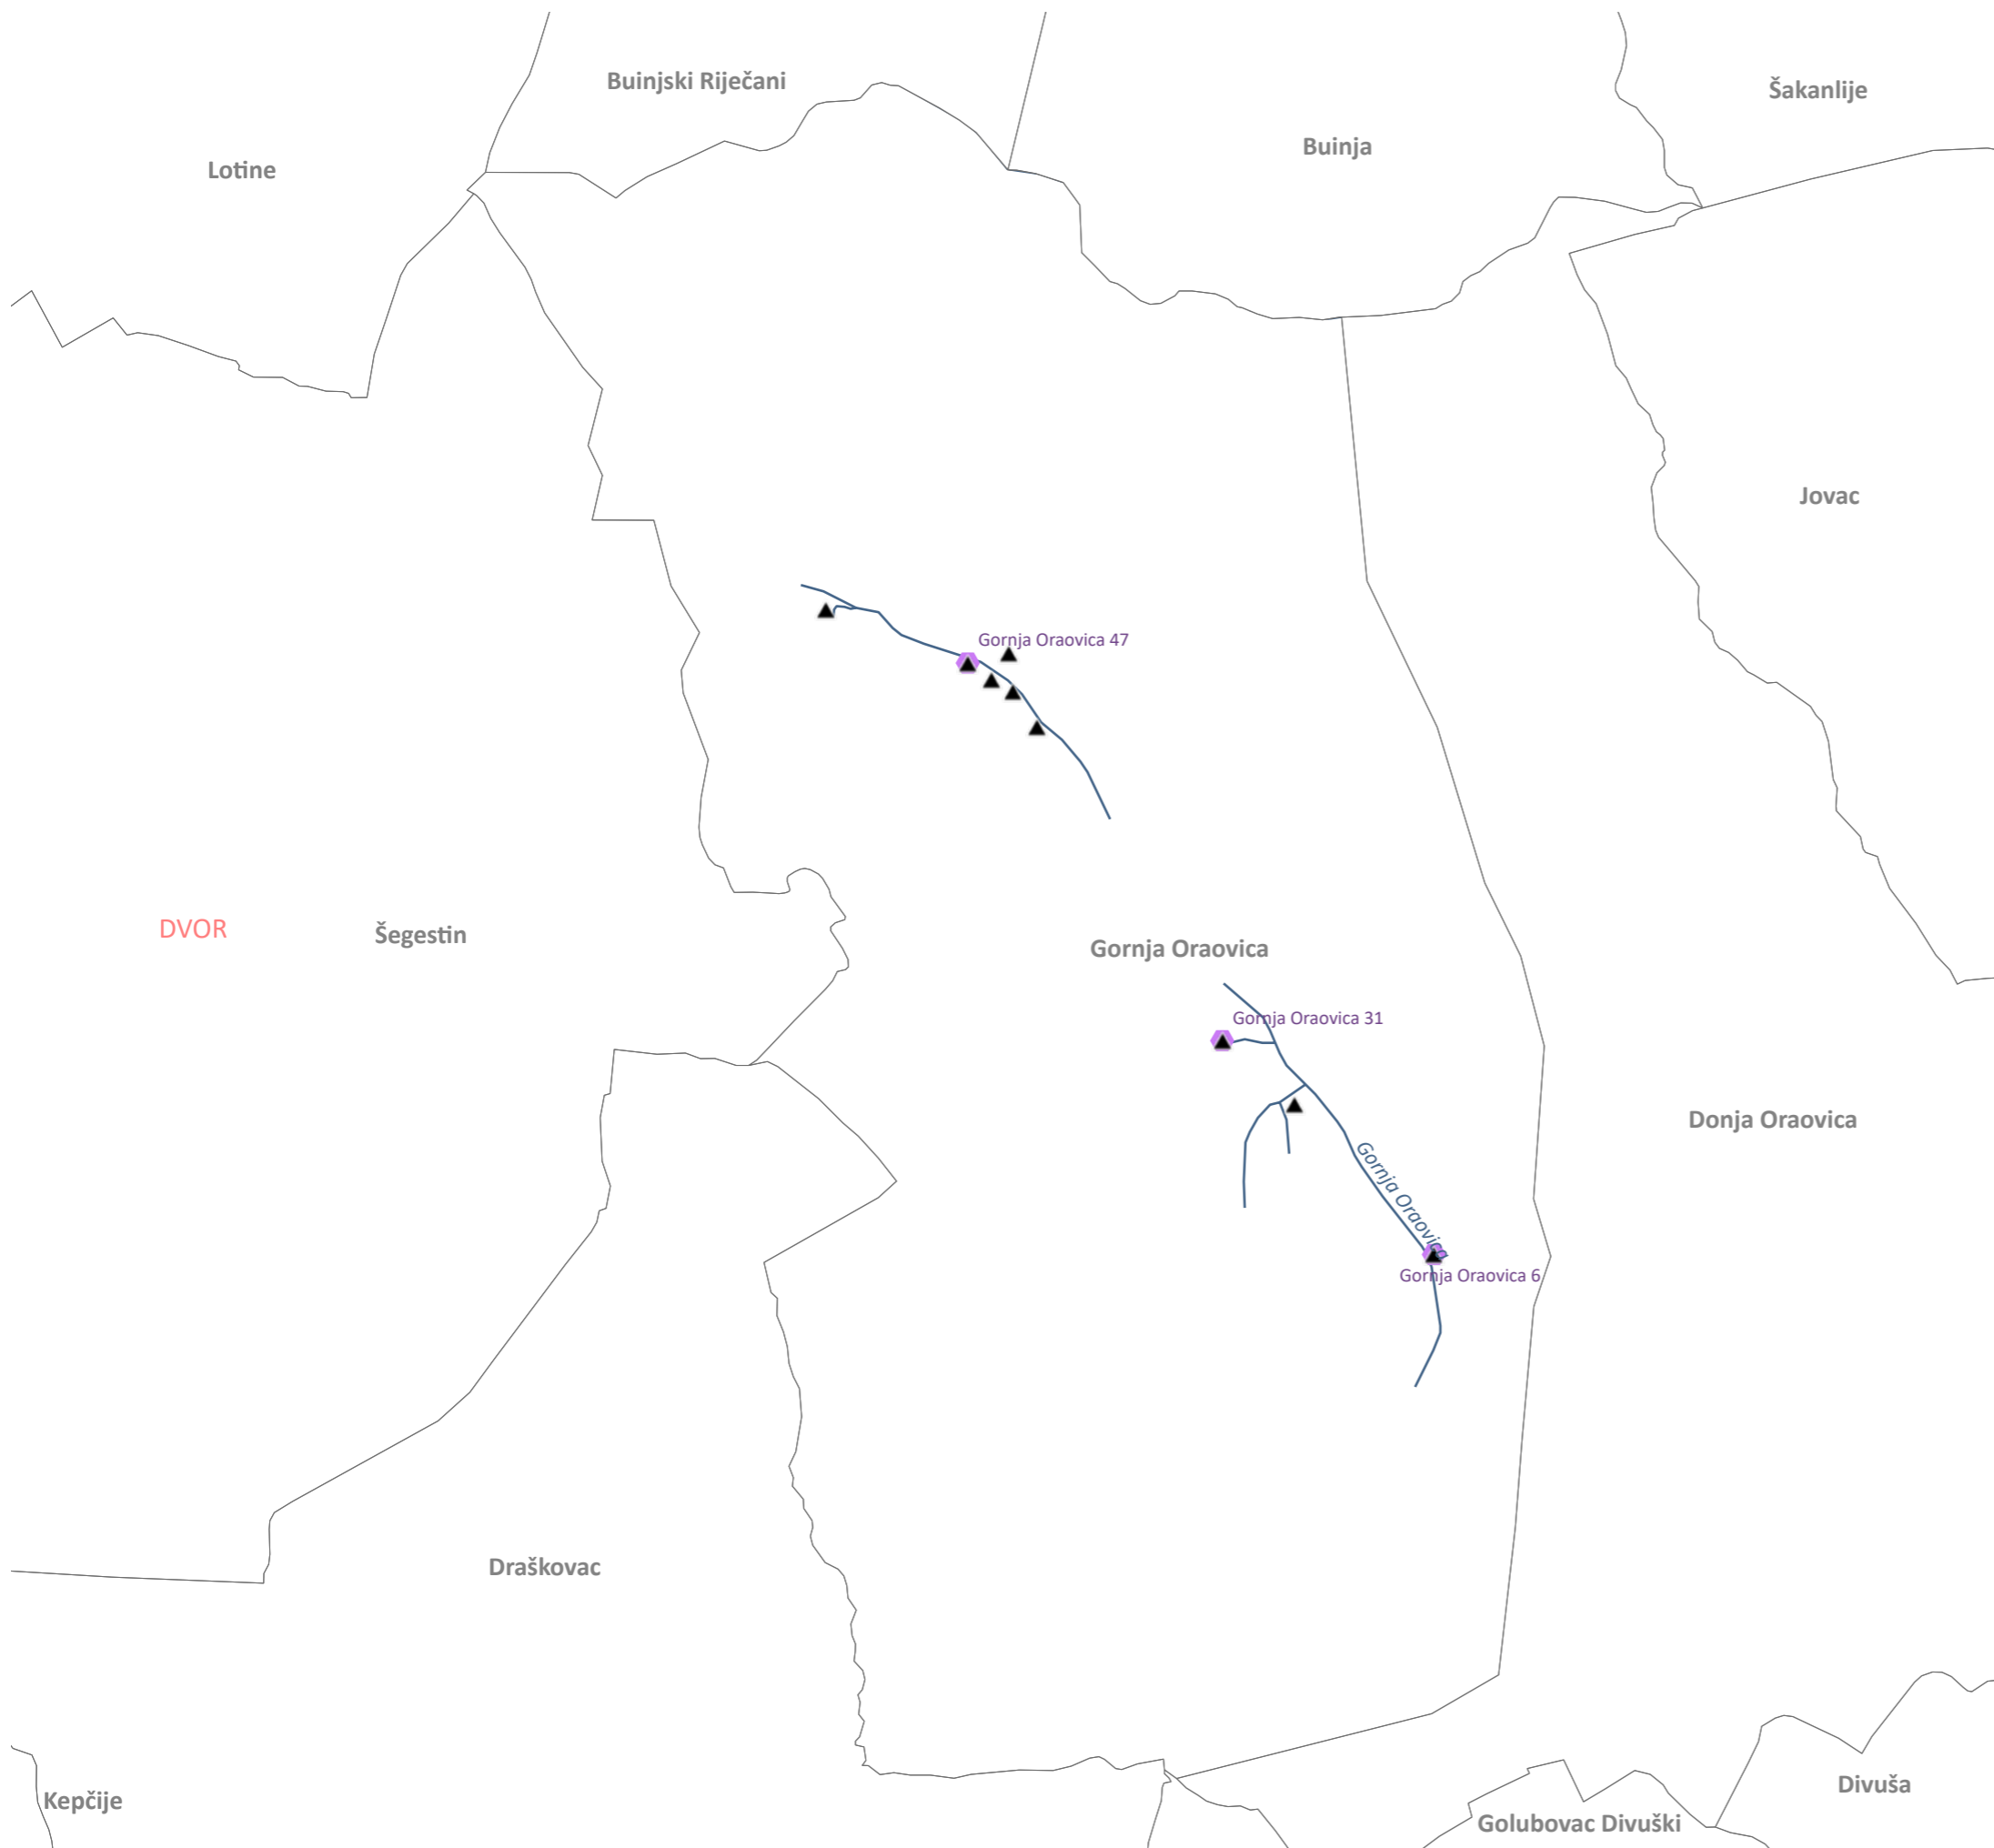 Buinjski Riječani
Šakanlije
Buinja
Lotine
Jovac
Gornja Oraovica 47
DVOR
Šegestin
Gornja Oraovica
Gornja Oraovica 31
Donja Oraovica
Gornja Oraovica
Gornja Oraovica 6
Draškovac
Divuša
Kepčije
Golubovac Divuški